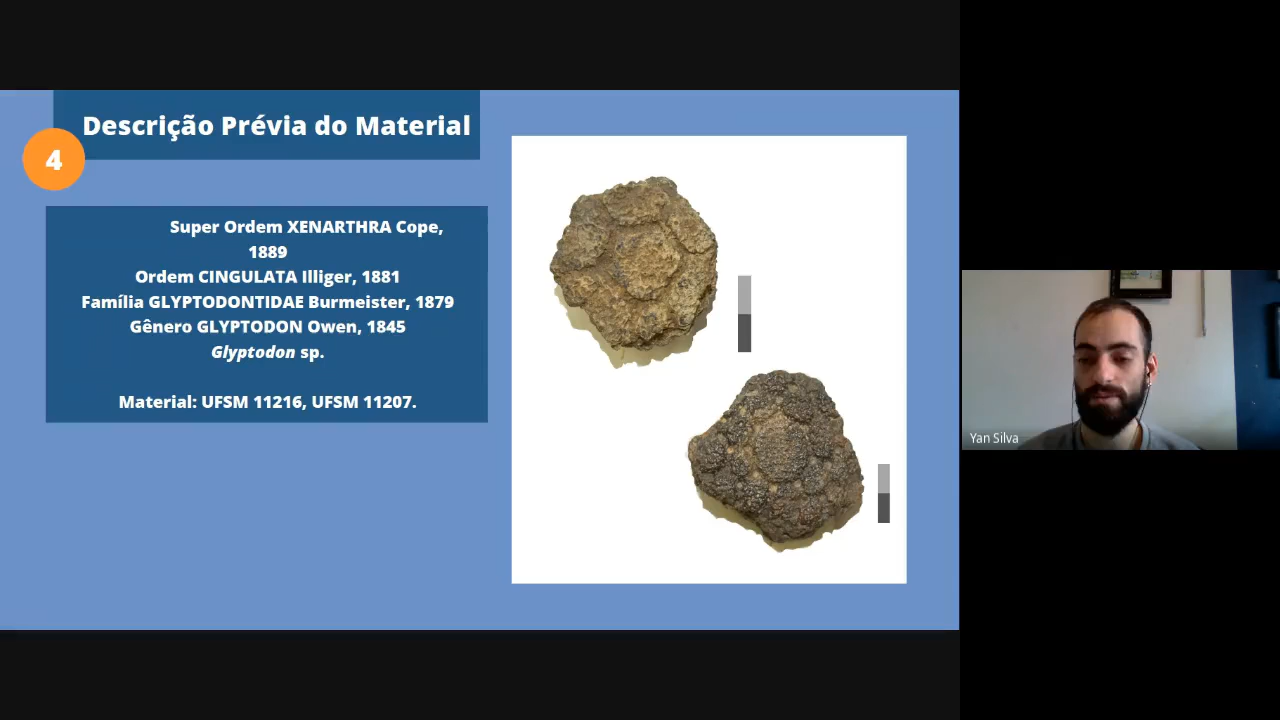 Descrição Prévia do Material
4
Super Ordem XENARTHRA Cope,
1889
Ordem CINGULATA Illiger, 1881
Família GLYPTODONTIDAE Burmeister, 1879
Gênero GLYPTODON Owen, 1845
Glyptodon sp.
Material: UFSM 11216, UFSM 11207.
Yan Silva